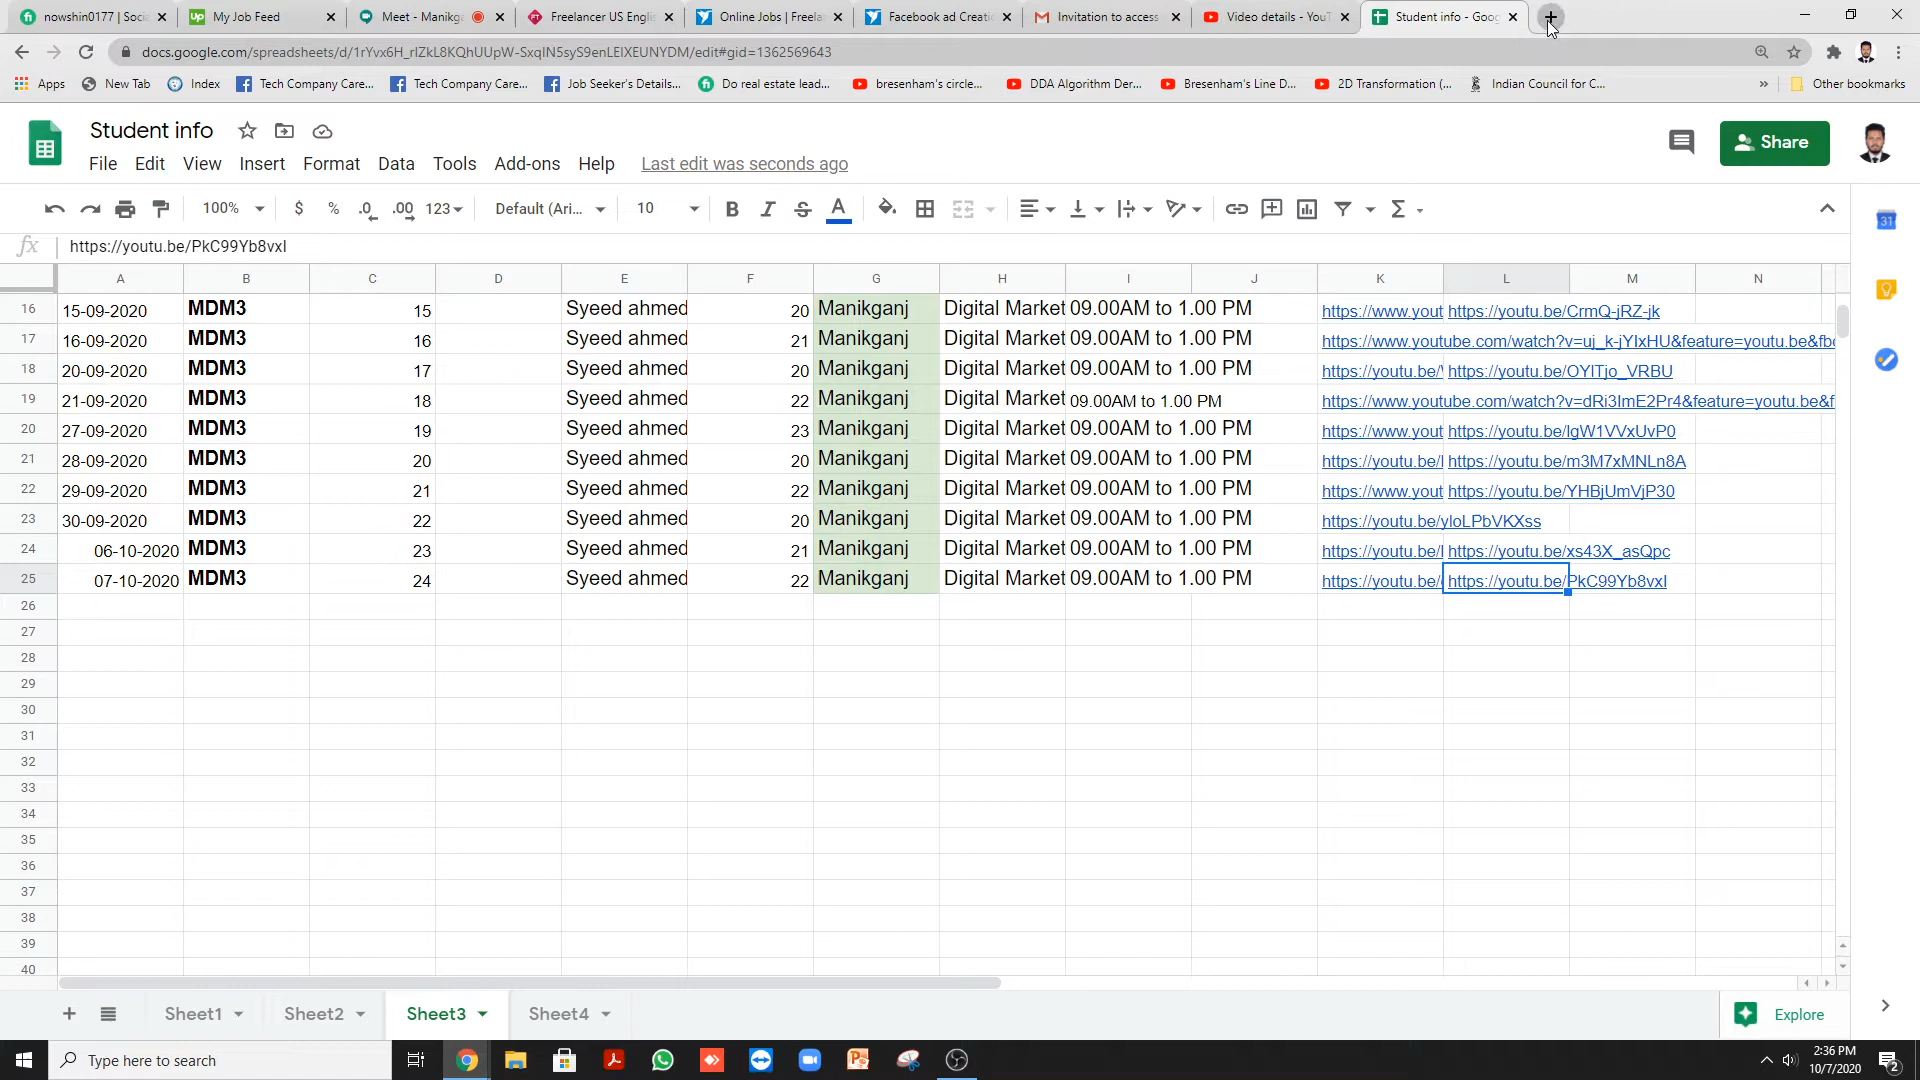 nowshin0177 | Soci
My Job Feed
Meet - Manikga
Freelancer US Englis
Online Jobs | Freela
Facebook ad Creatio
Invitation to access
Video details - YouT
Student info - Goog
docs.google.com/spreadsheets/d/1rYvx6H_rIZkL8KQhUUpW-SxqIN5syS9enLEIXEUNYDM/edit#gid=1362569643
Apps
New Tab
Index
Tech Company Care...
Tech Company Care...
Job Seeker's Details...
Do real estate lead...
bresenham's circle...
DDA Algorithm Der...
Bresenham's Line D...
2D Transformation (...
Indian Council for C...
»
Other bookmarks
Student info
File Edit View Insert Format Data Tools Add-ons Help Last edit was seconds ago
Share
100% $ % .0 .00 123 Default (Ari... 10 B I S A Σ
31
fx https://youtu.be/PkC99Yb8vxI
A B C D E F G H I J K L M N
16 15-09-2020 MDM3 15 Syeed ahmed 20 Manikganj Digital Market 09.00AM to 1.00 PM https://www.yout https://youtu.be/CrmQ-jRZ-jk
17 16-09-2020 MDM3 16 Syeed ahmed 21 Manikganj Digital Market 09.00AM to 1.00 PM https://www.youtube.com/watch?v=uj_k-jYIxHU&feature=youtu.be&fbc
18 20-09-2020 MDM3 17 Syeed ahmed 20 Manikganj Digital Market 09.00AM to 1.00 PM https://youtu.be/ https://youtu.be/OYITjo_VRBU
19 21-09-2020 MDM3 18 Syeed ahmed 22 Manikganj Digital Market 09.00AM to 1.00 PM https://www.youtube.com/watch?v=dRi3ImE2Pr4&feature=youtu.be&f
20 27-09-2020 MDM3 19 Syeed ahmed 23 Manikganj Digital Market 09.00AM to 1.00 PM https://www.yout https://youtu.be/lgW1VVxUvP0
21 28-09-2020 MDM3 20 Syeed ahmed 20 Manikganj Digital Market 09.00AM to 1.00 PM https://youtu.be/ https://youtu.be/m3M7xMNLn8A
22 29-09-2020 MDM3 21 Syeed ahmed 22 Manikganj Digital Market 09.00AM to 1.00 PM https://www.yout https://youtu.be/YHBjUmVjP30
23 30-09-2020 MDM3 22 Syeed ahmed 20 Manikganj Digital Market 09.00AM to 1.00 PM https://youtu.be/yloLPbVKXss
24 06-10-2020 MDM3 23 Syeed ahmed 21 Manikganj Digital Market 09.00AM to 1.00 PM https://youtu.be/ https://youtu.be/xs43X_asQpc
25 07-10-2020 MDM3 24 Syeed ahmed 22 Manikganj Digital Market 09.00AM to 1.00 PM https://youtu.be/ https://youtu.be/PkC99Yb8vxI
26
27
28
29
30
31
32
33
34
35
36
37
38
39
40
Sheet1 Sheet2 Sheet3 Sheet4 Explore
Type here to search
2:36 PM
10/7/2020
2